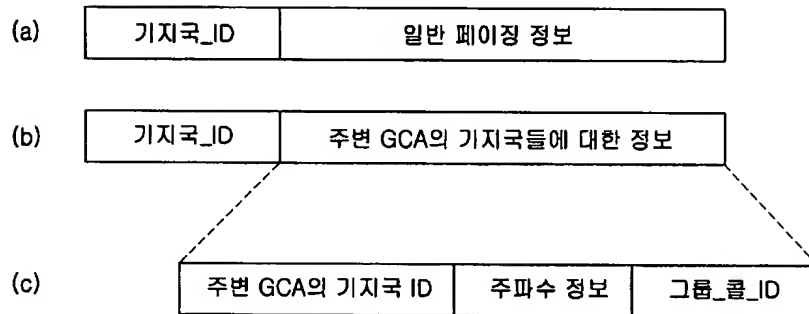 (a) 기지국_ID 일반 페이징 정보
(b) 기지국_ID 주변 GCA의 기지국들에 대한 정보
(c) 주변 GCA의 기지국 ID 주파수 정보 그룹_콜_ID